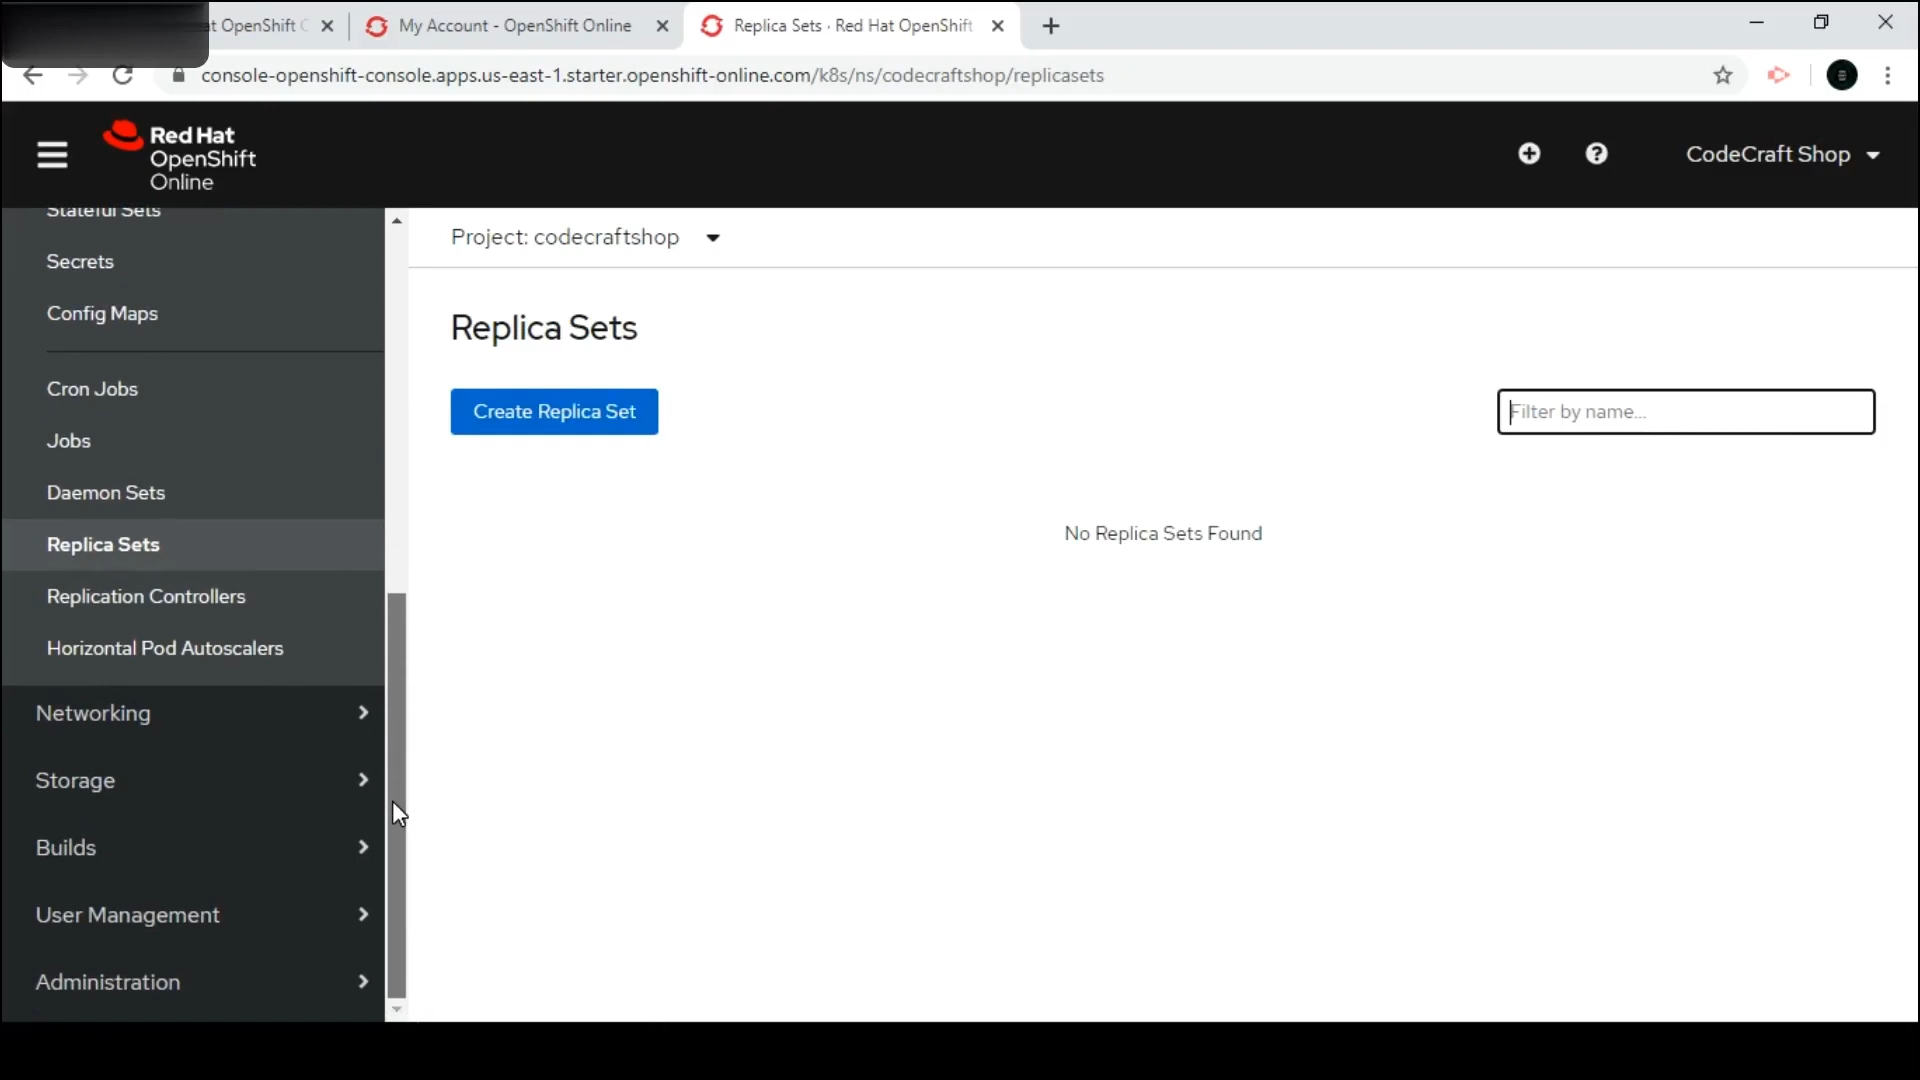 at OpenShift C
My Account - OpenShift Online
Replica Sets · Red Hat OpenShift
console-openshift-console.apps.us-east-1.starter.openshift-online.com/k8s/ns/codecraftshop/replicasets
Red Hat
OpenShift
Online
CodeCraft Shop
Stateful Sets
Secrets
Config Maps
Cron Jobs
Jobs
Daemon Sets
Replica Sets
Replication Controllers
Horizontal Pod Autoscalers
Networking
Storage
Builds
User Management
Administration
Project: codecraftshop
Replica Sets
Create Replica Set
Filter by name...
No Replica Sets Found